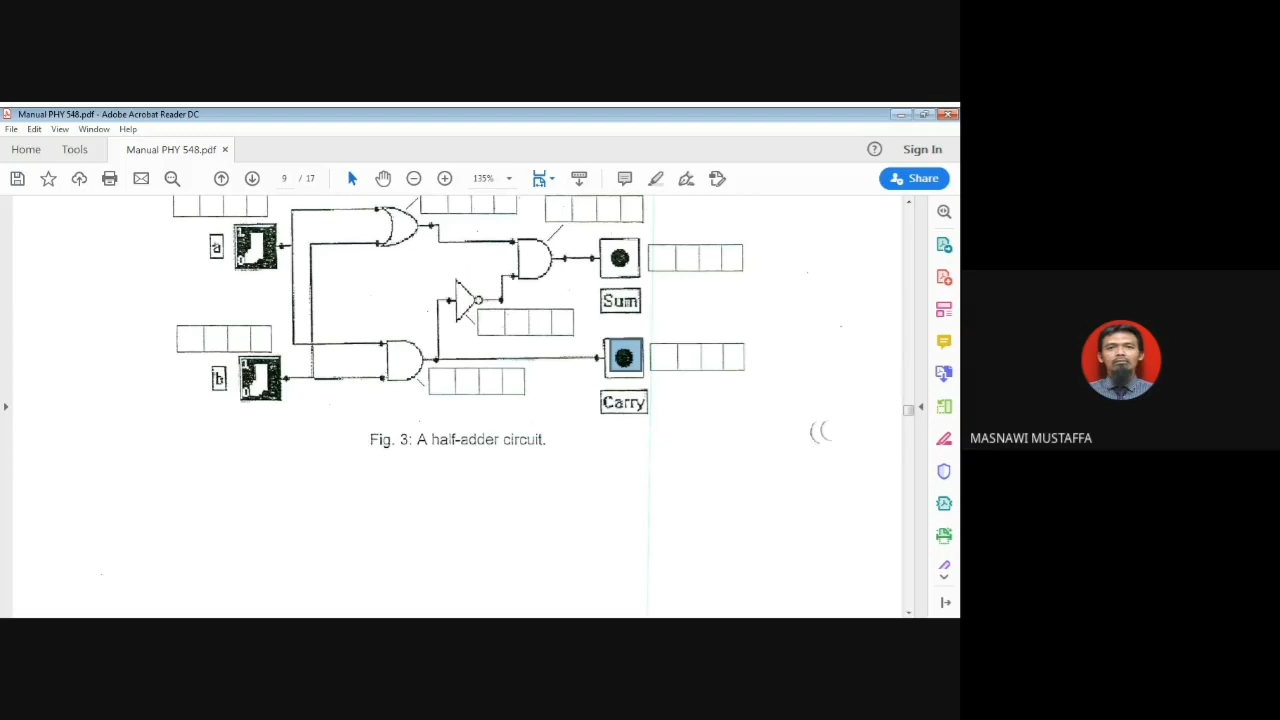 Manual PHY 548.pdf - Adobe Acrobat Reader DC
File Edit View Window Help
Home Tools Manual PHY 548.pdf × Sign In
9 / 17 135% Share
a
Sum
b
Carry
Fig. 3: A half-adder circuit.
MASNAWI MUSTAFFA